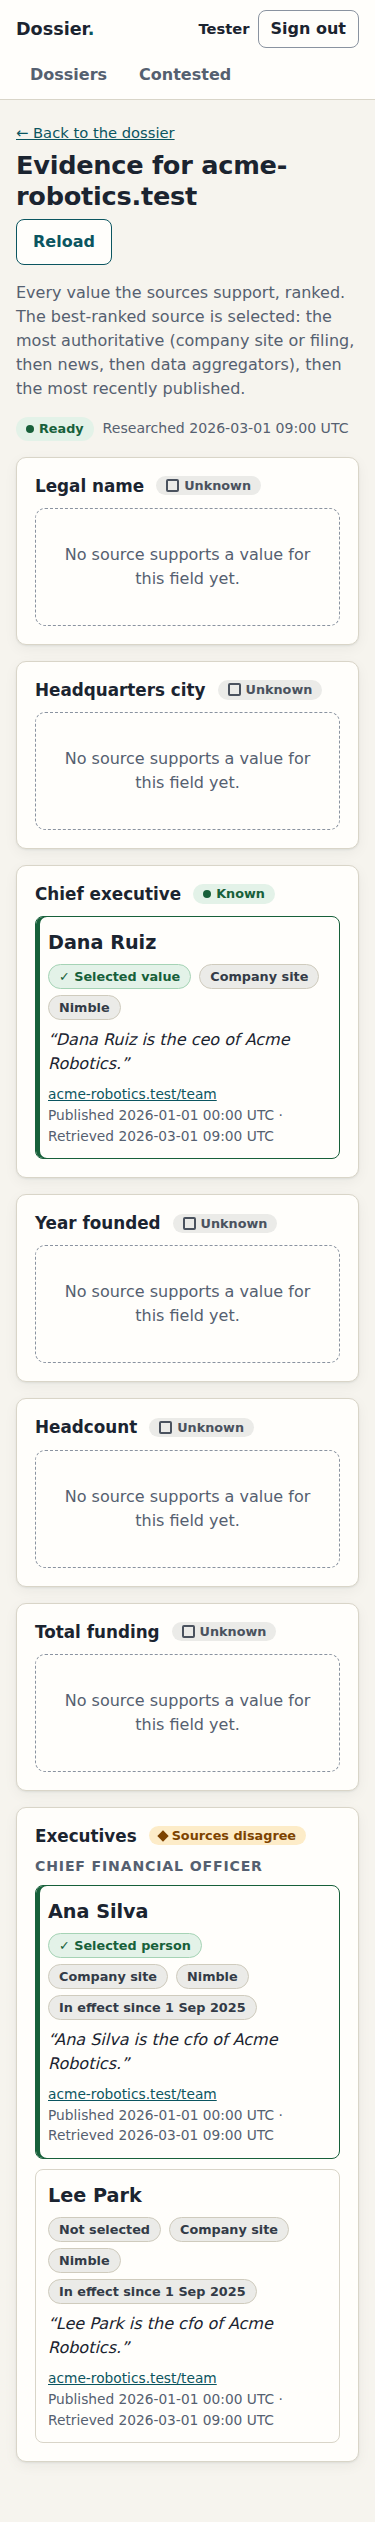 Dossier.
Tester
Sign out
Dossiers
Contested
← Back to the dossier
Evidence for acme-
robotics.test
Reload
Every value the sources support, ranked.
The best-ranked source is selected: the
most authoritative (company site or filing,
then news, then data aggregators), then
the most recently published.
Ready
Researched 2026-03-01 09:00 UTC
Legal name
Unknown
No source supports a value for
this field yet.
Headquarters city
Unknown
No source supports a value for
this field yet.
Chief executive
Known
Dana Ruiz
✓ Selected value
Company site
Nimble
“Dana Ruiz is the ceo of Acme
Robotics.”
acme-robotics.test/team
Published 2026-01-01 00:00 UTC ·
Retrieved 2026-03-01 09:00 UTC
Year founded
Unknown
No source supports a value for
this field yet.
Headcount
Unknown
No source supports a value for
this field yet.
Total funding
Unknown
No source supports a value for
this field yet.
Executives
Sources disagree
CHIEF FINANCIAL OFFICER
Ana Silva
✓ Selected person
Company site
Nimble
In effect since 1 Sep 2025
“Ana Silva is the cfo of Acme
Robotics.”
acme-robotics.test/team
Published 2026-01-01 00:00 UTC ·
Retrieved 2026-03-01 09:00 UTC
Lee Park
Not selected
Company site
Nimble
In effect since 1 Sep 2025
“Lee Park is the cfo of Acme
Robotics.”
acme-robotics.test/team
Published 2026-01-01 00:00 UTC ·
Retrieved 2026-03-01 09:00 UTC